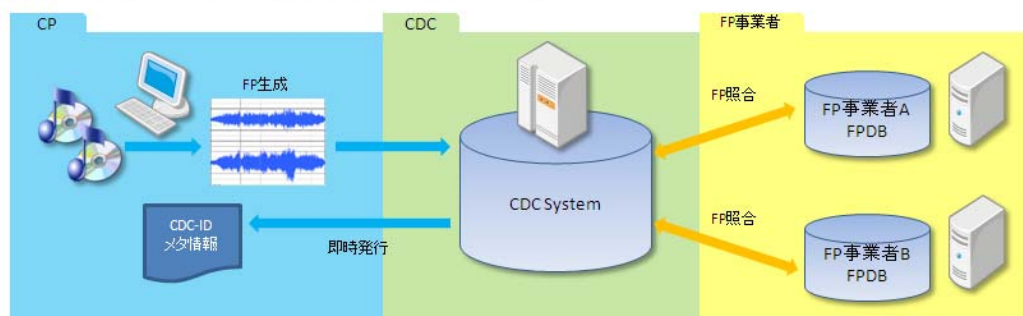 CP
CDC
FP事業者
FP生成
FP照合
FP事業者A
FPDB
CDC System
CDC-ID
メタ情報
即時発行
FP照合
FP事業者B
FPDB